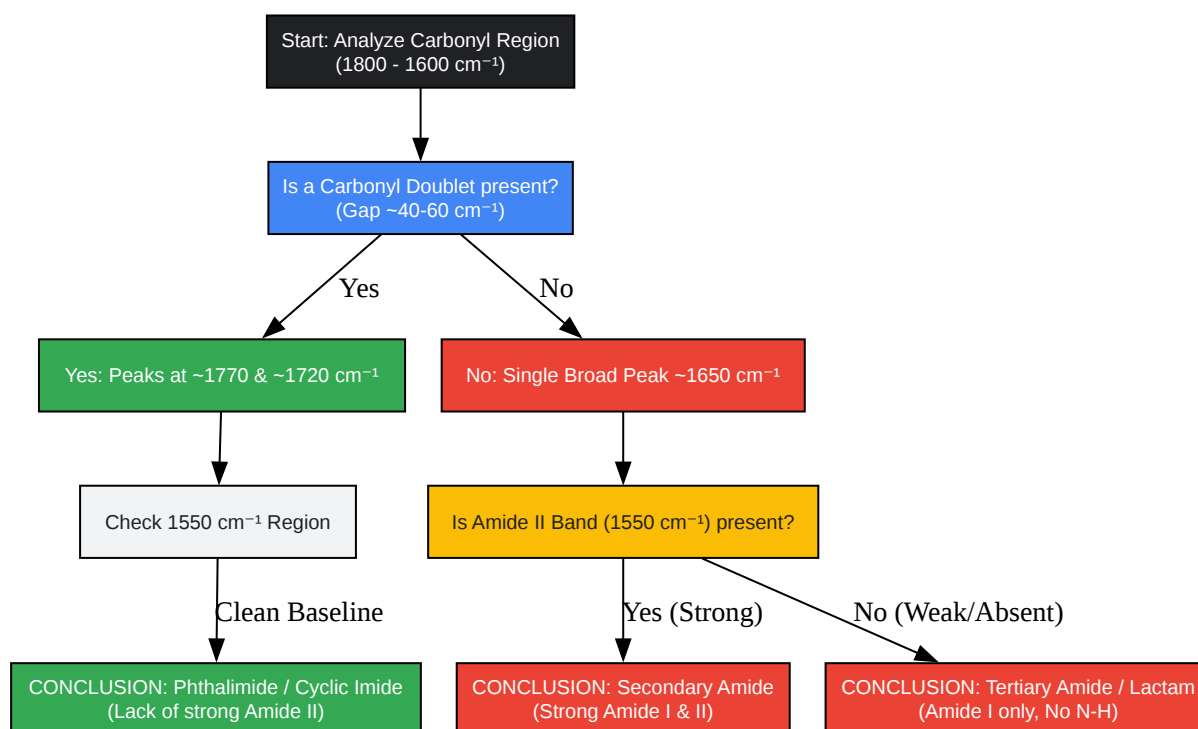 Start: Analyze Carbonyl Region
(1800 - 1600 cm⁻¹)
Is a Carbonyl Doublet present?
(Gap ~40-60 cm⁻¹)
Yes
No
Yes: Peaks at ~1770 & ~1720 cm⁻¹
No: Single Broad Peak ~1650 cm⁻¹
Check 1550 cm⁻¹ Region
Is Amide II Band (1550 cm⁻¹) present?
Clean Baseline
Yes (Strong)
No (Weak/Absent)
CONCLUSION: Phthalimide / Cyclic Imide
(Lack of strong Amide II)
CONCLUSION: Secondary Amide
(Strong Amide I & II)
CONCLUSION: Tertiary Amide / Lactam
(Amide I only, No N-H)